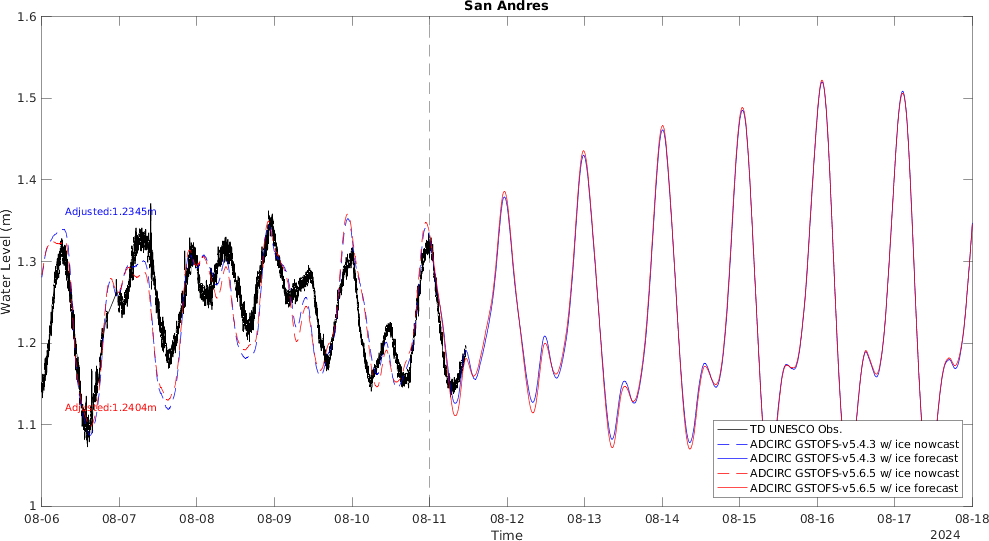 San Andres
Water Level (m)
1.6
1.5
1.4
1.3
1.2
1.1
1
Adjusted:1.2345m
Adjusted:1.2404m
TD UNESCO Obs.
ADCIRC GSTOFS-v5.4.3 w/ ice nowcast
ADCIRC GSTOFS-v5.4.3 w/ ice forecast
ADCIRC GSTOFS-v5.6.5 w/ ice nowcast
ADCIRC GSTOFS-v5.6.5 w/ ice forecast
08-06 08-07 08-08 08-09 08-10 08-11 08-12 08-13 08-14 08-15 08-16 08-17 08-18
Time
2024